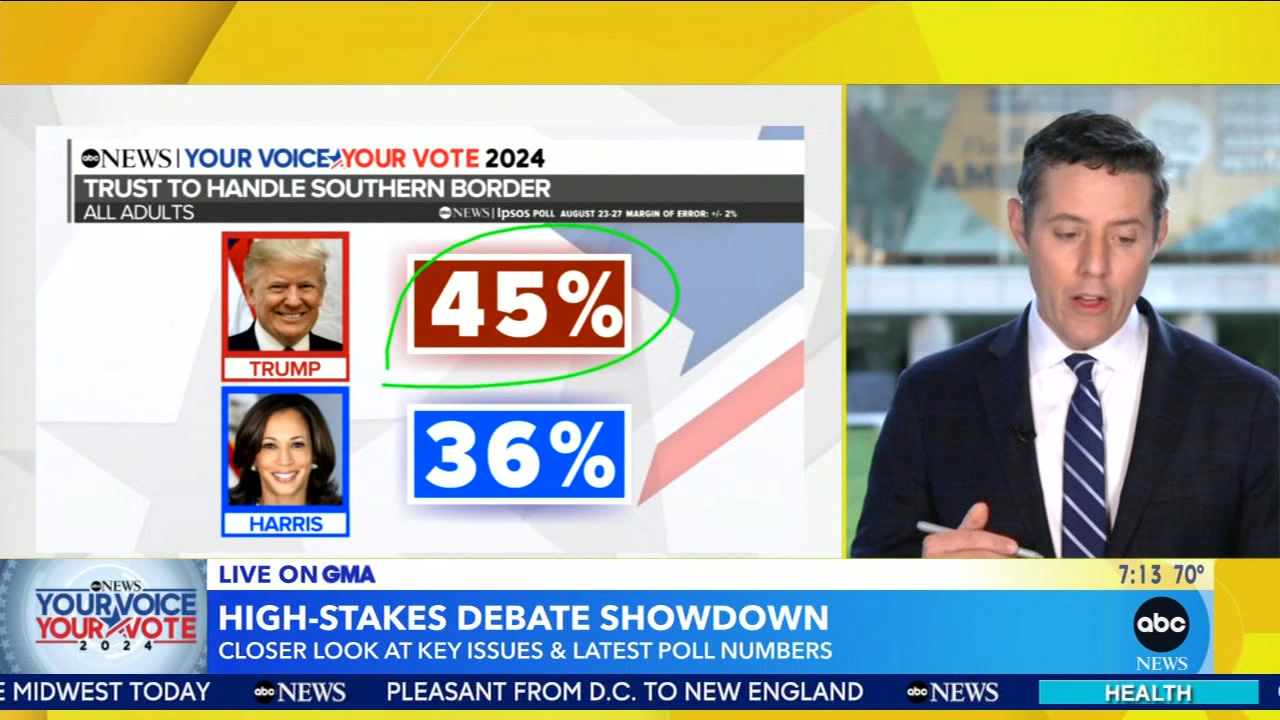 abc NEWS | YOUR VOICE YOUR VOTE 2024
TRUST TO HANDLE SOUTHERN BORDER
ALL ADULTS
abc NEWS | Ipsos POLL AUGUST 23-27 MARGIN OF ERROR: +/- 2%
45%
TRUMP
36%
HARRIS
abc NEWS
YOUR VOICE
YOUR VOTE
2024
LIVE ON GMA
7:13 70°
HIGH-STAKES DEBATE SHOWDOWN
CLOSER LOOK AT KEY ISSUES & LATEST POLL NUMBERS
abc
NEWS
E MIDWEST TODAY abc NEWS PLEASANT FROM D.C. TO NEW ENGLAND abc NEWS HEALTH